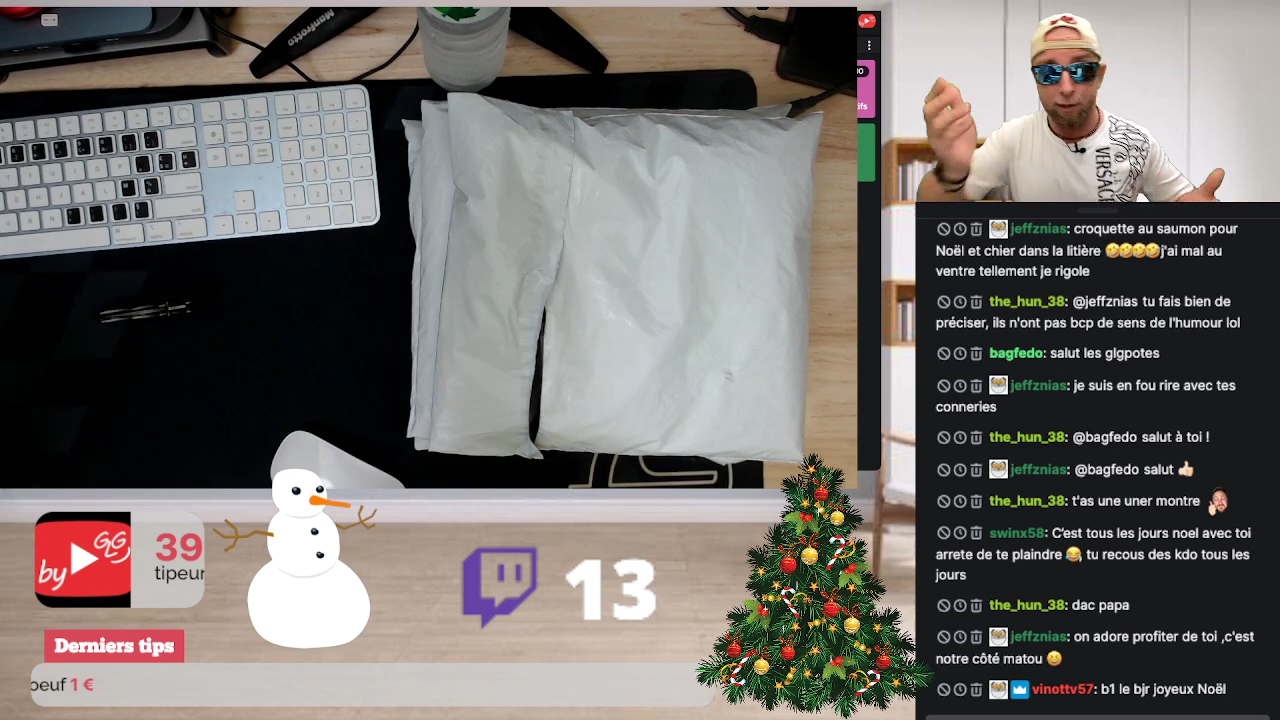 Manfrotto
VERSACE
jeffznias: croquette au saumon pour
Noël et chier dans la litière 🤣🤣🤣🤣j'ai mal au
ventre tellement je rigole
the_hun_38: @jeffznias tu fais bien de
préciser, ils n'ont pas bcp de sens de l'humour lol
bagfedo: salut les glgpotes
jeffznias: je suis en fou rire avec tes
conneries
the_hun_38: @bagfedo salut à toi !
jeffznias: @bagfedo salut 👍🏻
the_hun_38: t'as une uner montre
swinx58: C'est tous les jours noel avec toi
arrete de te plaindre 😂, tu recous des kdo tous les
jours
the_hun_38: dac papa
jeffznias: on adore profiter de toi ,c'est
notre côté matou 😆
vinottv57: b1 le bjr joyeux Noël
by GLG
39
tipeur
13
Derniers tips
oeuf 1 €